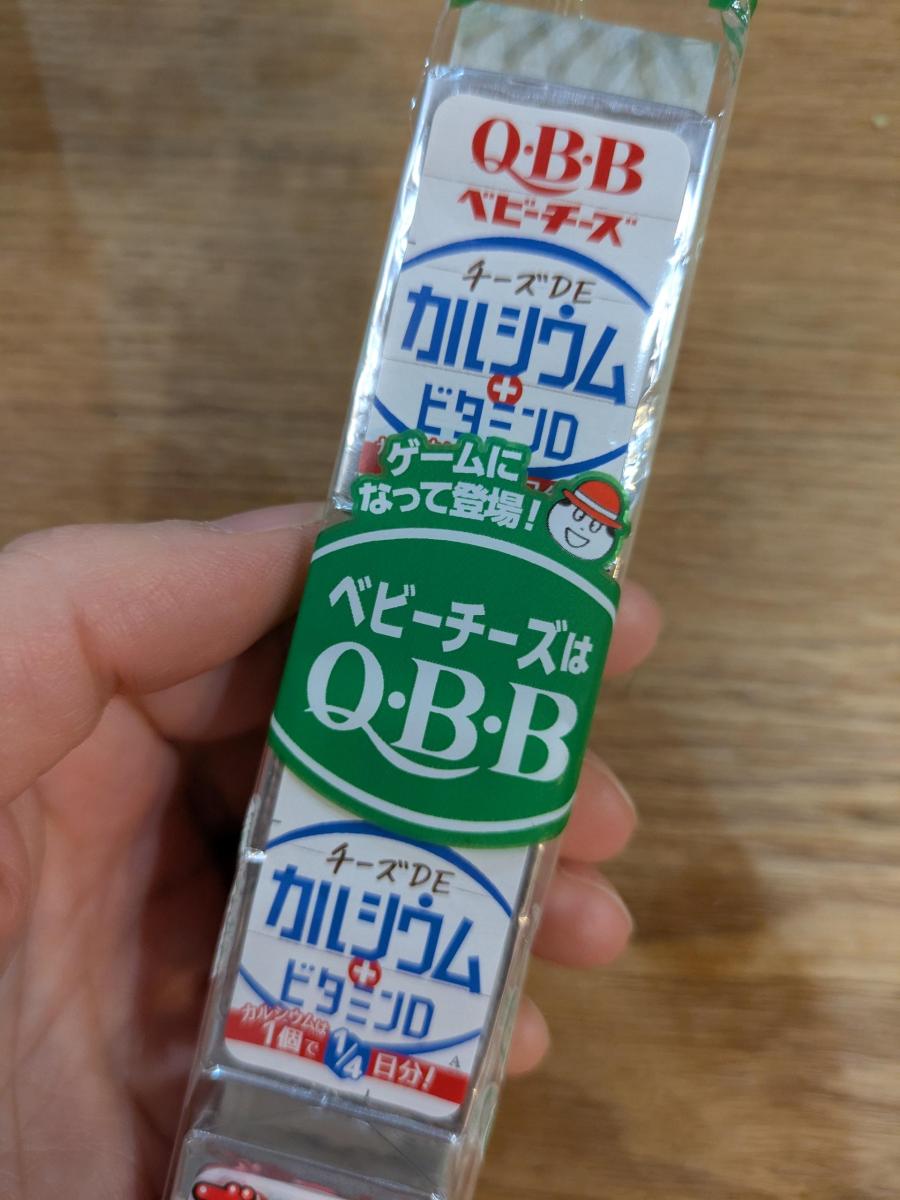 Q・B・B
ベビーチーズ
チーズDE
カルシウム
+
ビタミンD
ゲームに
なって登場!
ベビーチーズは
Q・B・B
チーズDE
カルシウム
+
ビタミンD
カルシウムは
1個で1/4日分!
A